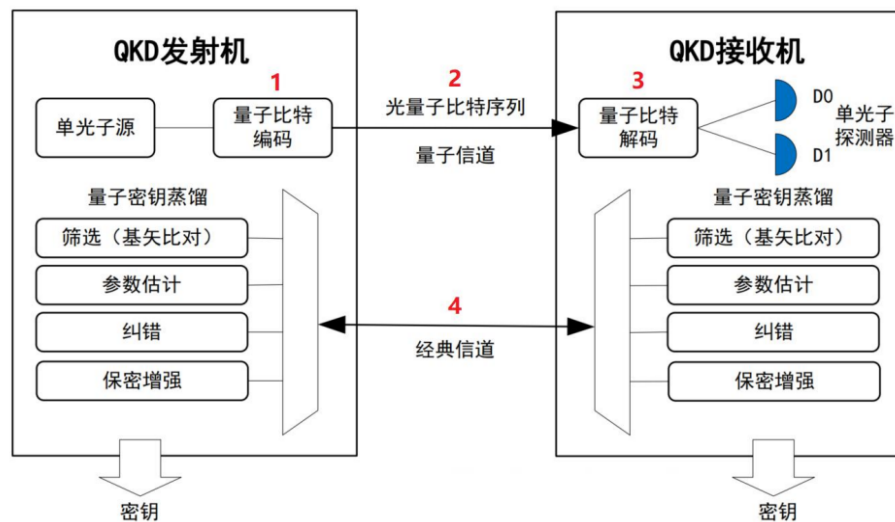 QKD发射机
QKD接收机
1
2
3
单光子源
量子比特
编码
光量子比特序列
量子信道
量子比特
解码
D0
D1
单光子
探测器
量子密钥蒸馏
筛选（基矢比对）
参数估计
纠错
保密增强
4
经典信道
量子密钥蒸馏
筛选（基矢比对）
参数估计
纠错
保密增强
密钥
密钥